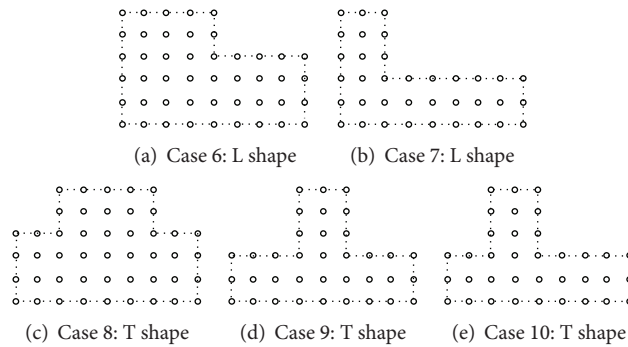 (a) Case 6: L shape
(b) Case 7: L shape
(c) Case 8: T shape
(d) Case 9: T shape
(e) Case 10: T shape